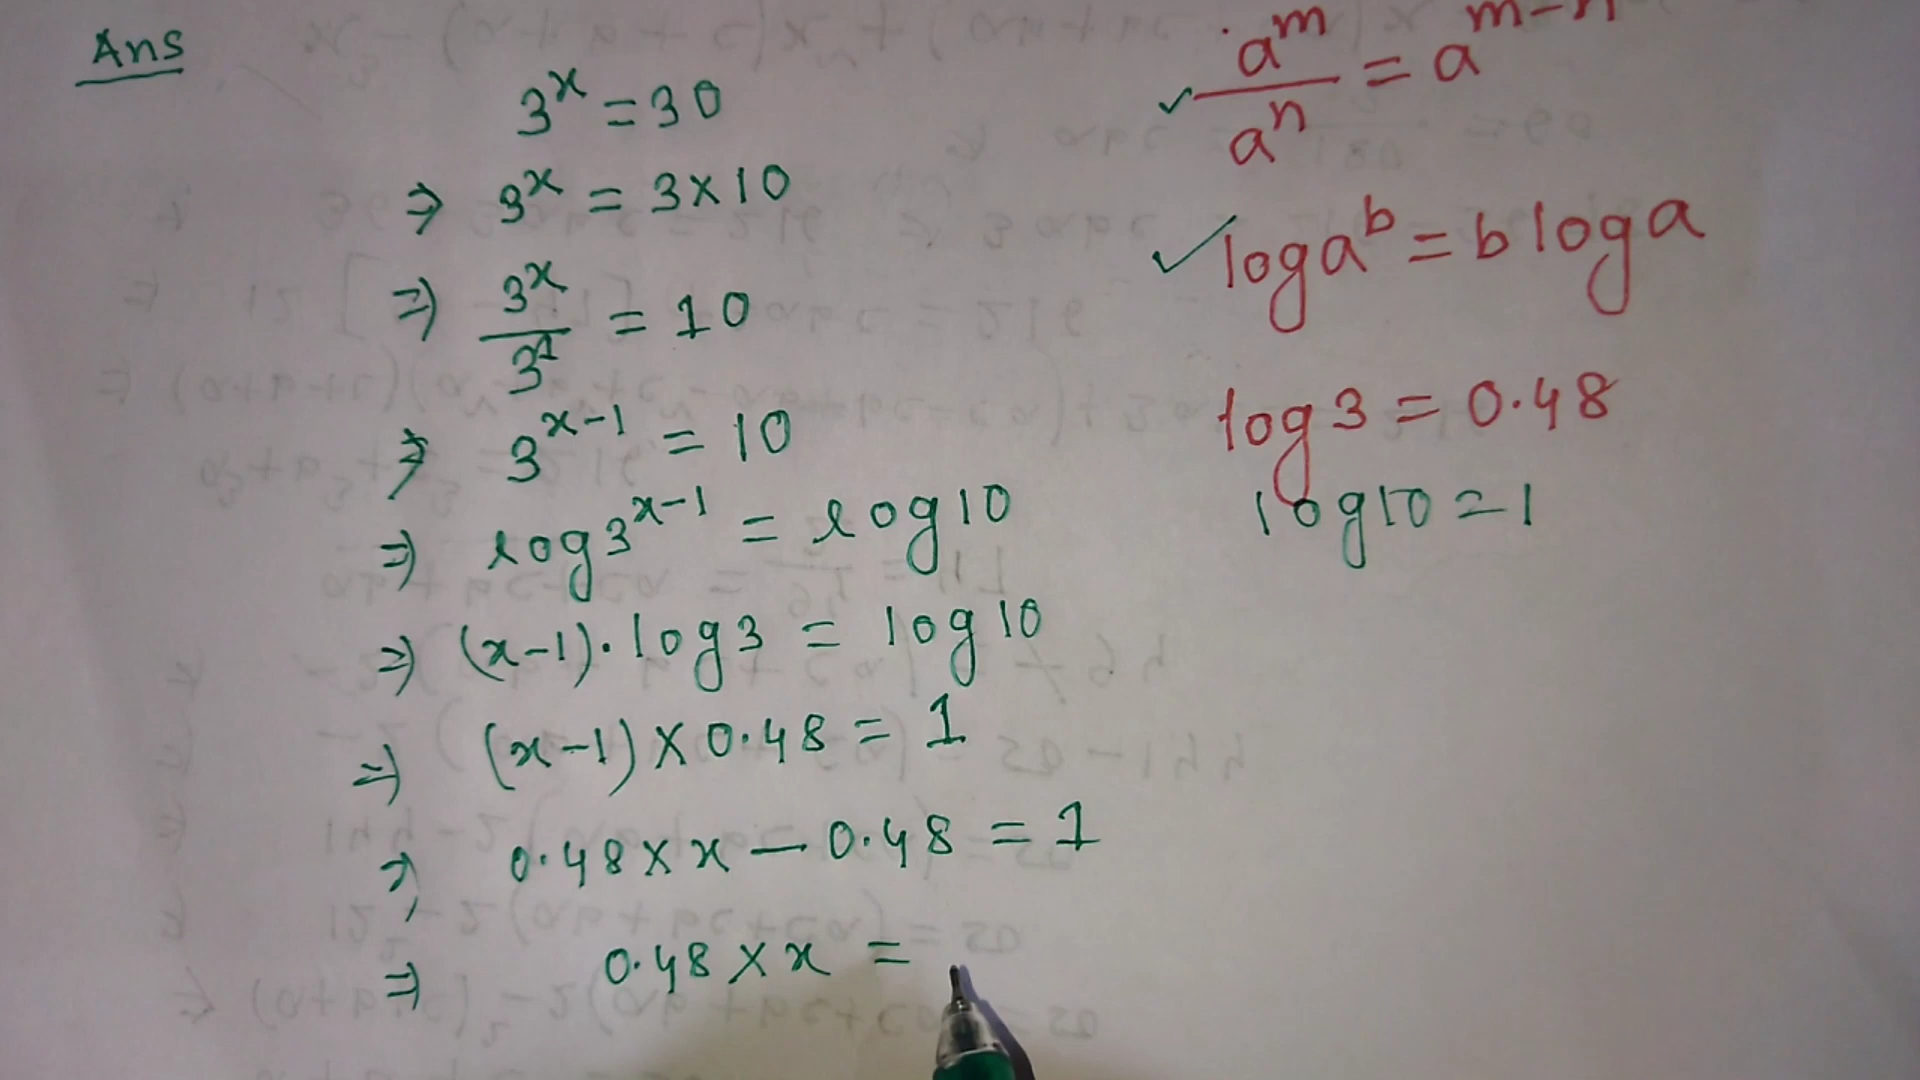 Ans
3^x = 30
⇒ 3^x = 3×10
⇒ 3^x / 3^1 = 10
⇒ 3^(x-1) = 10
⇒ log3^(x-1) = log10
⇒ (x-1)·log3 = log10
⇒ (x-1)×0.48 = 1
⇒ 0.48×x - 0.48 = 1
⇒ 0.48×x =
✓ a^m / a^n = a^(m-n)
✓ log a^b = b log a
log3 = 0.48
log10 = 1